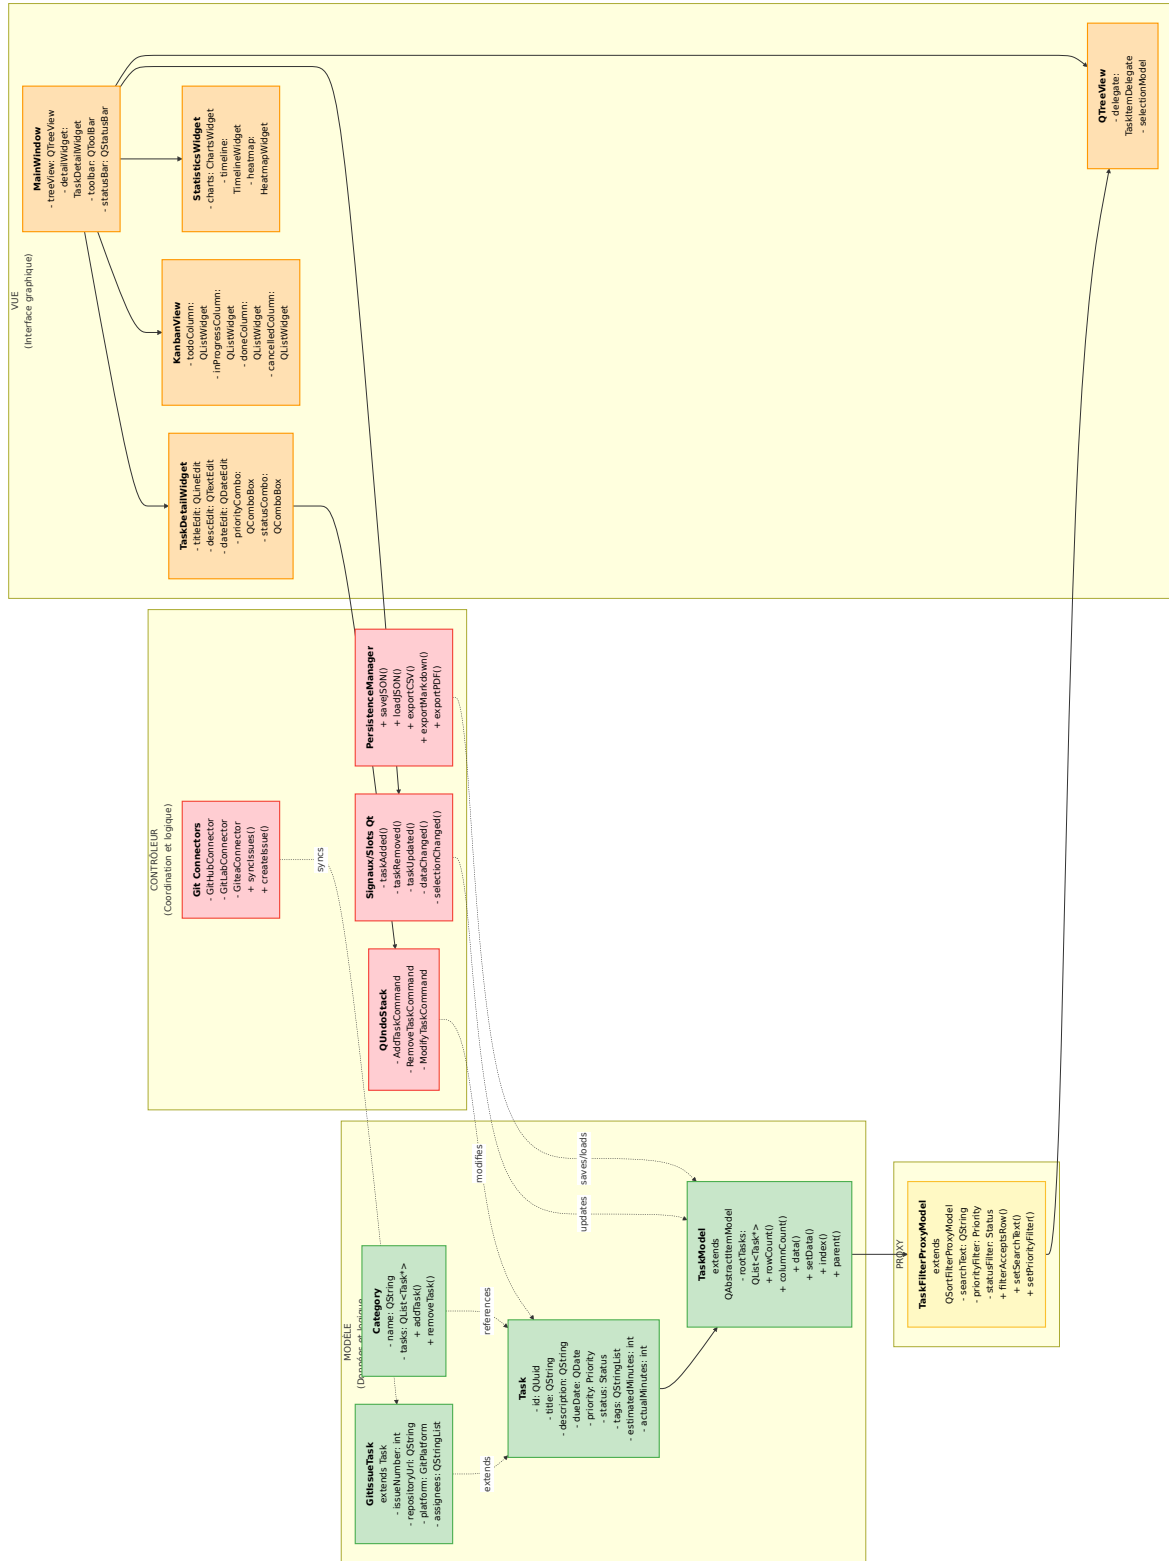 VUE
(Interface graphique)
MainWindow
- treeView: QTreeView
- detailWidget:
TaskDetailWidget
- toolbar: QToolBar
- statusBar: QStatusBar
StatisticsWidget
- charts: ChartsWidget
- timeline:
TimelineWidget
- heatmap:
HeatmapWidget
KanbanView
- todoColumn:
QListWidget
- inProgressColumn:
QListWidget
- doneColumn:
QListWidget
- cancelledColumn:
QListWidget
TaskDetailWidget
- titleEdit: QLineEdit
- descEdit: QTextEdit
- dateEdit: QDateEdit
- priorityCombo:
QComboBox
- statusCombo:
QComboBox
QTreeView
- delegate:
TaskItemDelegate
- selectionModel
CONTRÔLEUR
(Coordination et logique)
Git Connectors
- GitHubConnector
- GitLabConnector
- GiteaConnector
+ syncIssues()
+ createIssue()
PersistenceManager
+ saveJSON()
+ loadJSON()
+ exportCSV()
+ exportMarkdown()
+ exportPDF()
Signaux/Slots Qt
- taskAdded()
- taskRemoved()
- taskUpdated()
- dataChanged()
- selectionChanged()
QUndoStack
- AddTaskCommand
- RemoveTaskCommand
- ModifyTaskCommand
syncs
modifies
updates
saves/loads
MODÈLE
(Données et logique
Category
- name: QString
- tasks: QList<Task*>
+ addTask()
+ removeTask()
GitIssueTask
extends Task
- issueNumber: int
- repositoryUrl: QString
- platform: GitPlatform
- assignees: QStringList
references
extends
Task
- id: QUuid
- title: QString
- description: QString
- dueDate: QDate
- priority: Priority
- status: Status
- tags: QStringList
- estimatedMinutes: int
- actualMinutes: int
TaskModel
extends
QAbstractItemModel
- rootTasks:
QList<Task*>
+ rowCount()
+ columnCount()
+ data()
+ setData()
+ index()
+ parent()
PROXY
TaskFilterProxyModel
extends
QSortFilterProxyModel
- searchText: QString
- priorityFilter: Priority
- statusFilter: Status
+ filterAcceptsRow()
+ setSearchText()
+ setPriorityFilter()